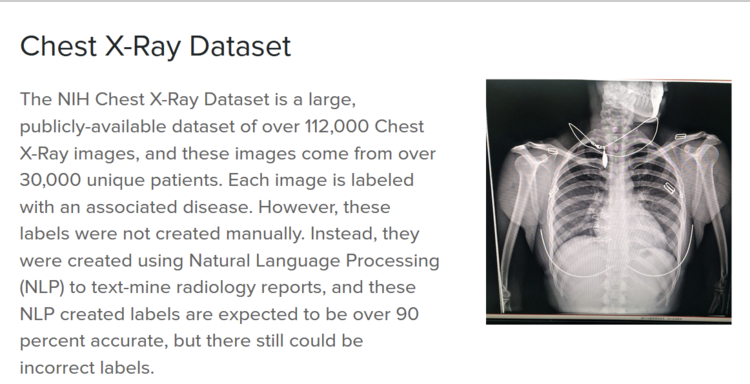 Chest X-Ray Dataset
The NIH Chest X-Ray Dataset is a large,
publicly-available dataset of over 112,000 Chest
X-Ray images, and these images come from over
30,000 unique patients. Each image is labeled
with an associated disease. However, these
labels were not created manually. Instead, they
were created using Natural Language Processing
(NLP) to text-mine radiology reports, and these
NLP created labels are expected to be over 90
percent accurate, but there still could be
incorrect labels.